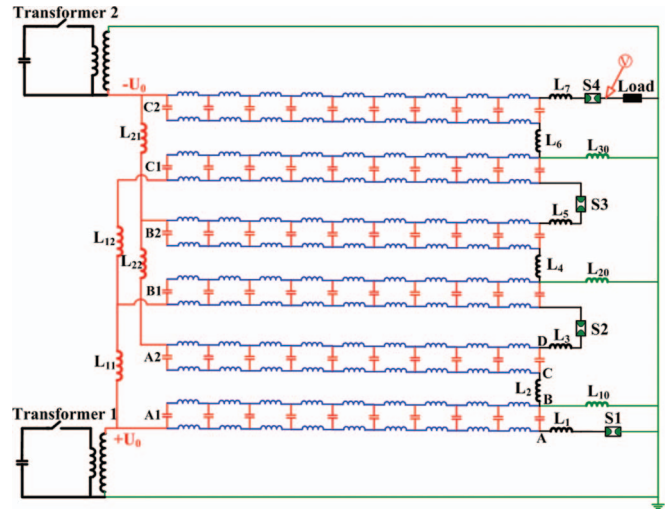 Transformer 2
-U₀
C2
L₇
S4
V
Load
L₂₁
L₆
C1
L₃₀
S3
L₁₂
B2
L₅
L₂₂
L₄
B1
L₂₀
S2
L₁₁
A2
D
L₃
C
L₂
B
L₁₀
Transformer 1
A1
+U₀
A
L₁
S1